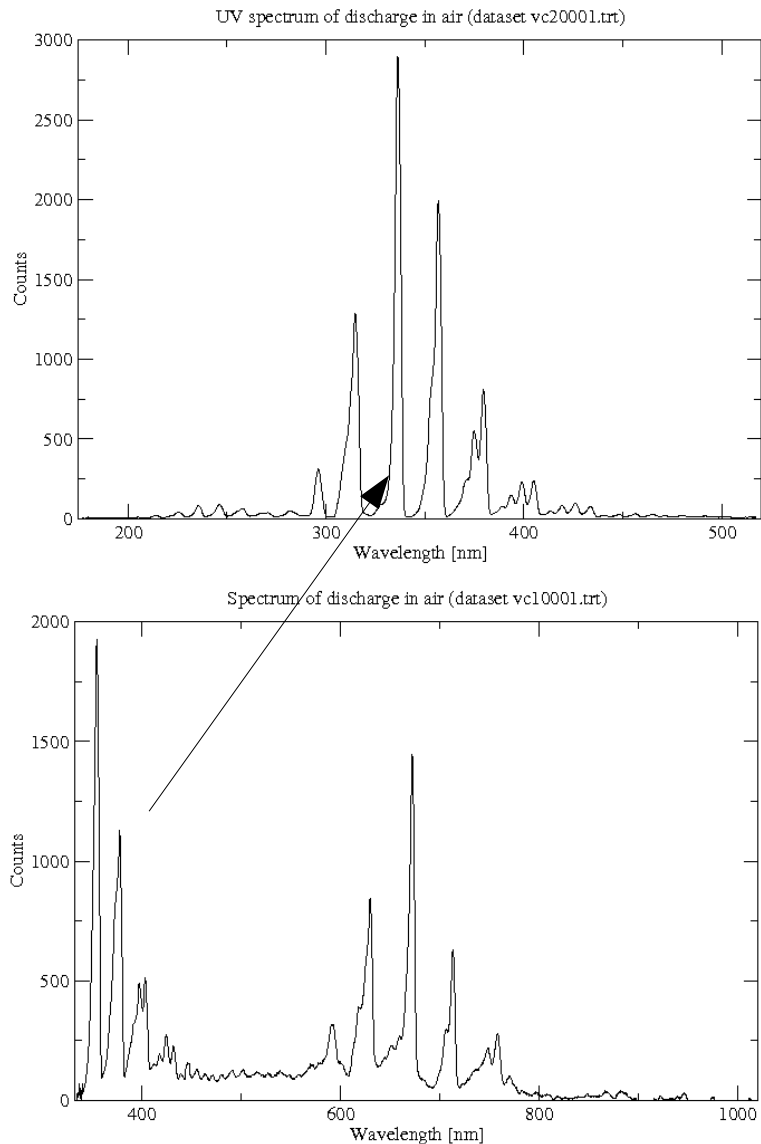 UV spectrum of discharge in air (dataset vc20001.trt)
3000
2500
2000
1500
1000
500
0
Counts
200 300 400 500
Wavelength [nm]
Spectrum of discharge in air (dataset vc10001.trt)
2000
1500
1000
500
0
Counts
400 600 800 1000
Wavelength [nm]